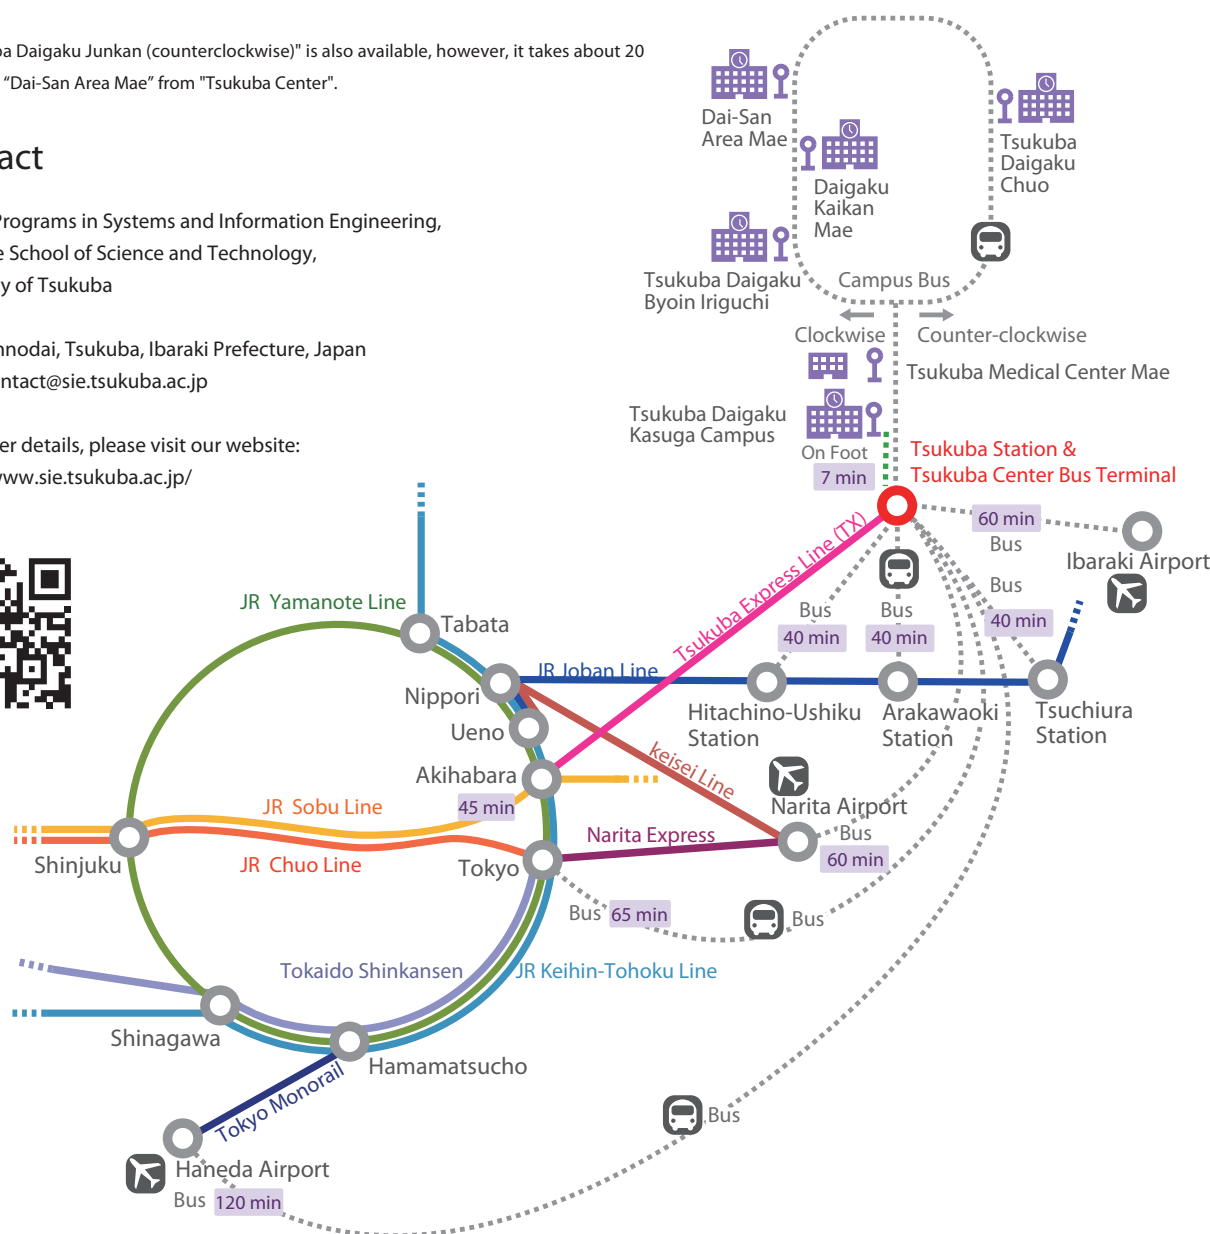 ba Daigaku Junkan (counterclockwise)" is also available, however, it takes about 20
“Dai-San Area Mae” from "Tsukuba Center".
act
Programs in Systems and Information Engineering,
e School of Science and Technology,
y of Tsukuba
nnodai, Tsukuba, Ibaraki Prefecture, Japan
ntact@sie.tsukuba.ac.jp
er details, please visit our website:
www.sie.tsukuba.ac.jp/
Dai-San
Area Mae
Tsukuba
Daigaku
Chuo
Daigaku
Kaikan
Mae
Tsukuba Daigaku
Byoin Iriguchi
Campus Bus
Clockwise
Counter-clockwise
Tsukuba Medical Center Mae
Tsukuba Daigaku
Kasuga Campus
On Foot
7 min
Tsukuba Station &
Tsukuba Center Bus Terminal
60 min
Bus
Ibaraki Airport
Bus
40 min
Bus
40 min
Bus
40 min
Tsukuba Express Line (TX)
JR Yamanote Line
Tabata
Nippori
JR Joban Line
Ueno
Hitachino-Ushiku
Station
Arakawaoki
Station
Tsuchiura
Station
keisei Line
Akihabara
45 min
Narita Airport
Bus
60 min
JR Sobu Line
Narita Express
Shinjuku
JR Chuo Line
Tokyo
Bus
65 min
Bus
Tokaido Shinkansen
JR Keihin-Tohoku Line
Shinagawa
Hamamatsucho
Tokyo Monorail
Bus
Haneda Airport
Bus
120 min